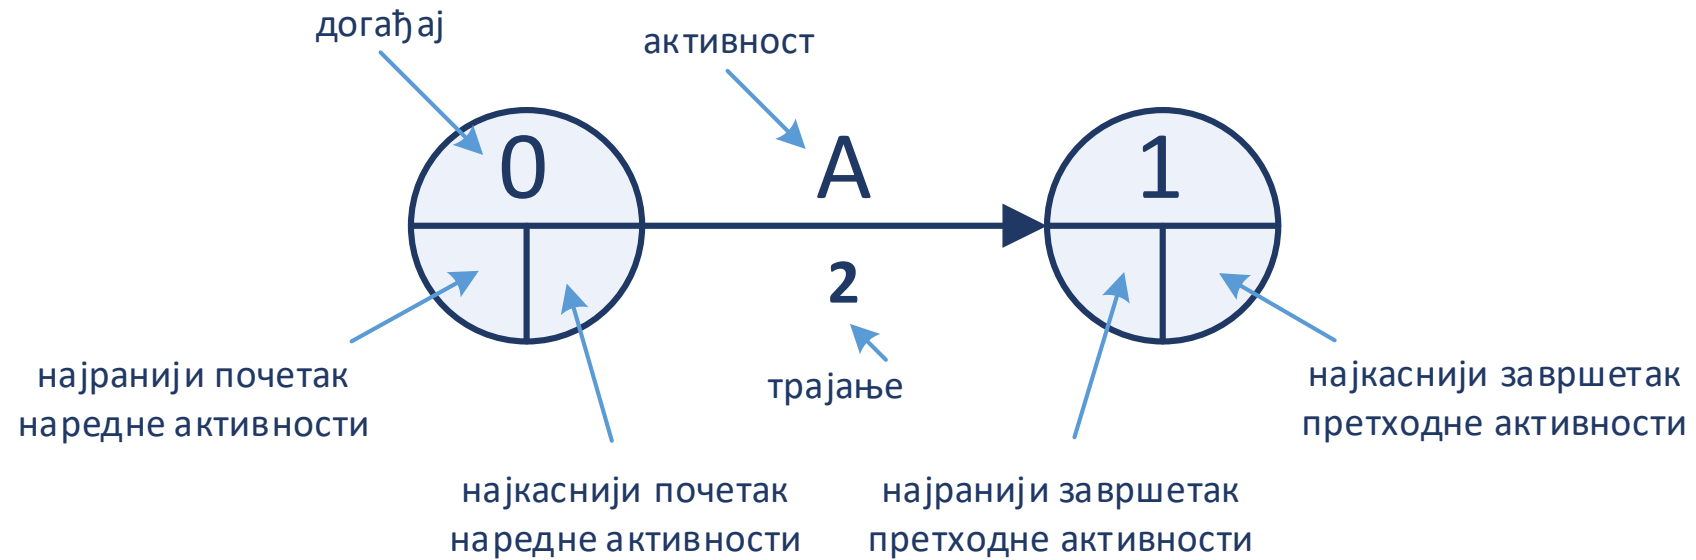 догађај
активност
0
А
1
2
најранији почетак
наредне активности
трајање
најкаснији завршетак
претходне активности
најкаснији почетак
наредне активности
најранији завршетак
претходне активности